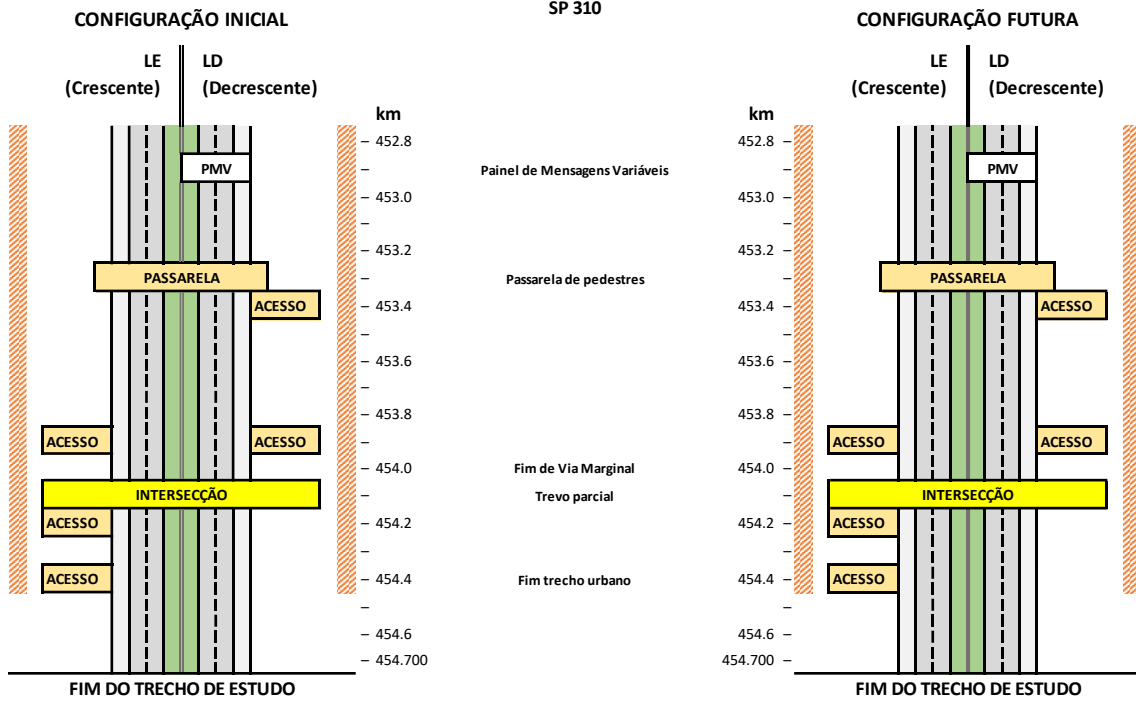 SP 310
CONFIGURAÇÃO INICIAL
CONFIGURAÇÃO FUTURA
LE LD
(Crescente) (Decrescente)
LE LD
(Crescente) (Decrescente)
km
km
– 452.8
452.8 –
PMV
Painel de Mensagens Variáveis
PMV
– 453.0
453.0 –
– 453.2
453.2 –
PASSARELA
Passarela de pedestres
PASSARELA
ACESSO
– 453.4
453.4 –
ACESSO
– 453.6
453.6 –
– 453.8
453.8 –
ACESSO
ACESSO
ACESSO
ACESSO
– 454.0
Fim de Via Marginal
454.0 –
INTERSECÇÃO
Trevo parcial
INTERSECÇÃO
ACESSO
– 454.2
454.2 –
ACESSO
ACESSO
– 454.4
Fim trecho urbano
454.4 –
ACESSO
– 454.6
454.6 –
– 454.700
454.700 –
FIM DO TRECHO DE ESTUDO
FIM DO TRECHO DE ESTUDO